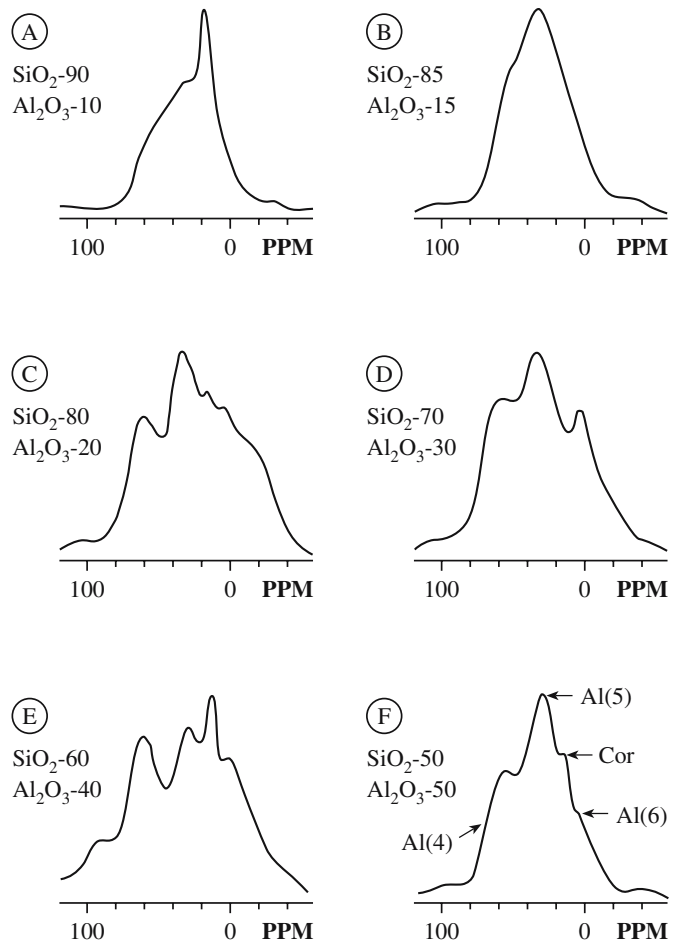 A
SiO₂-90
Al₂O₃-10
100 0 PPM
B
SiO₂-85
Al₂O₃-15
100 0 PPM
C
SiO₂-80
Al₂O₃-20
100 0 PPM
D
SiO₂-70
Al₂O₃-30
100 0 PPM
E
SiO₂-60
Al₂O₃-40
100 0 PPM
F
SiO₂-50
Al₂O₃-50
Al(5)
Cor
Al(6)
Al(4)
100 0 PPM